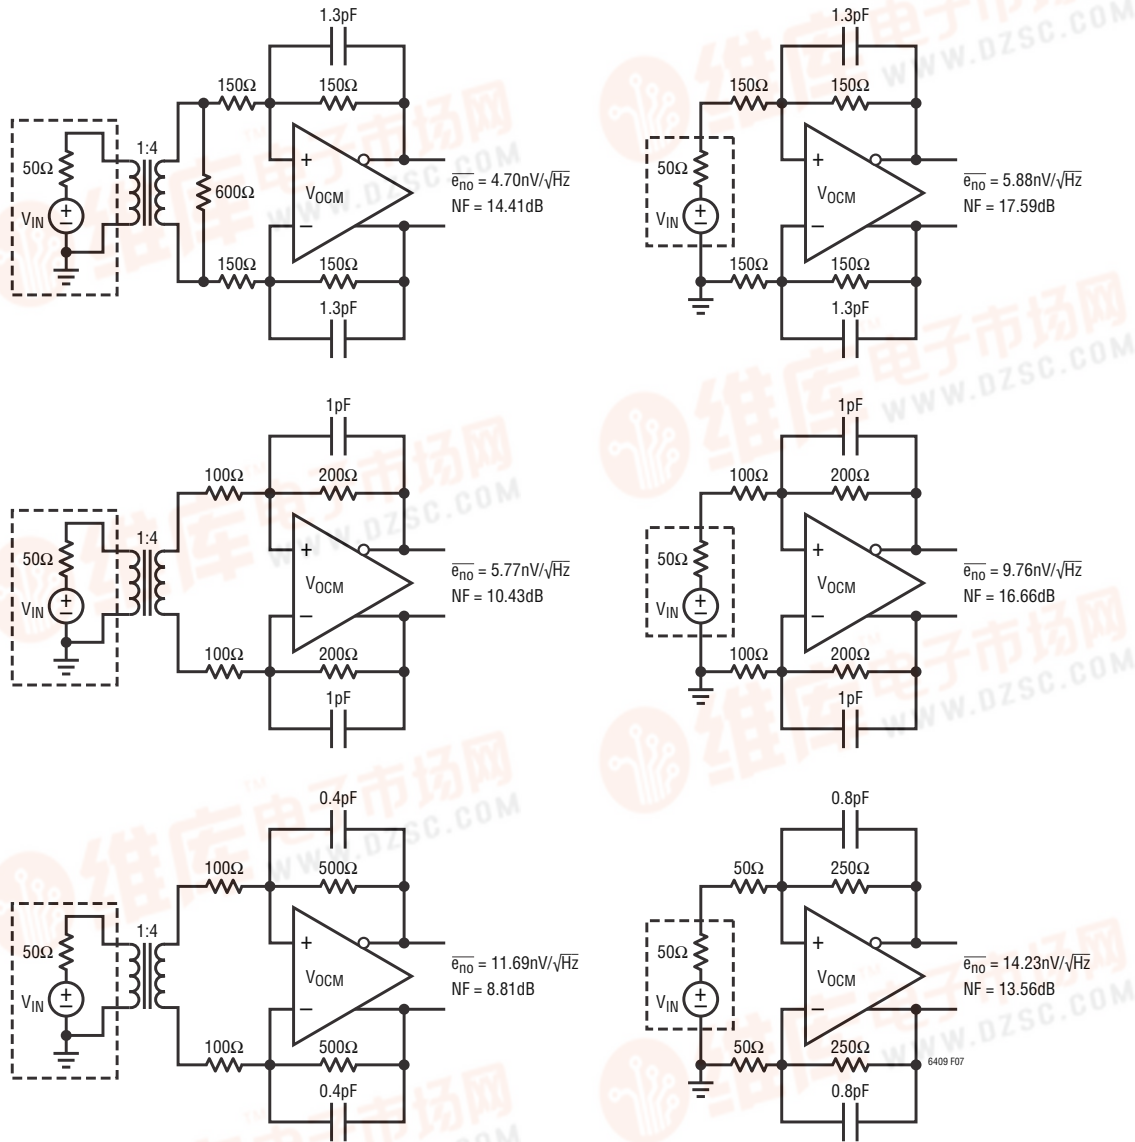 1.3pF
150Ω 150Ω
1:4
50Ω
600Ω
+
VOCM
VIN
+
−
−
eno = 4.70nV/√Hz
NF = 14.41dB
150Ω 150Ω
1.3pF
1.3pF
150Ω 150Ω
50Ω
+
VOCM
VIN
+
−
−
eno = 5.88nV/√Hz
NF = 17.59dB
150Ω 150Ω
1.3pF
1pF
100Ω 200Ω
1:4
50Ω
+
VOCM
VIN
+
−
−
eno = 5.77nV/√Hz
NF = 10.43dB
100Ω 200Ω
1pF
1pF
100Ω 200Ω
50Ω
+
VOCM
VIN
+
−
−
eno = 9.76nV/√Hz
NF = 16.66dB
100Ω 200Ω
1pF
0.4pF
100Ω 500Ω
1:4
50Ω
+
VOCM
VIN
+
−
−
eno = 11.69nV/√Hz
NF = 8.81dB
100Ω 500Ω
0.4pF
0.8pF
50Ω 250Ω
50Ω
+
VOCM
VIN
+
−
−
eno = 14.23nV/√Hz
NF = 13.56dB
50Ω 250Ω
6409 F07
0.8pF
维库电子市场网
WWW.DZSC.COM
TM